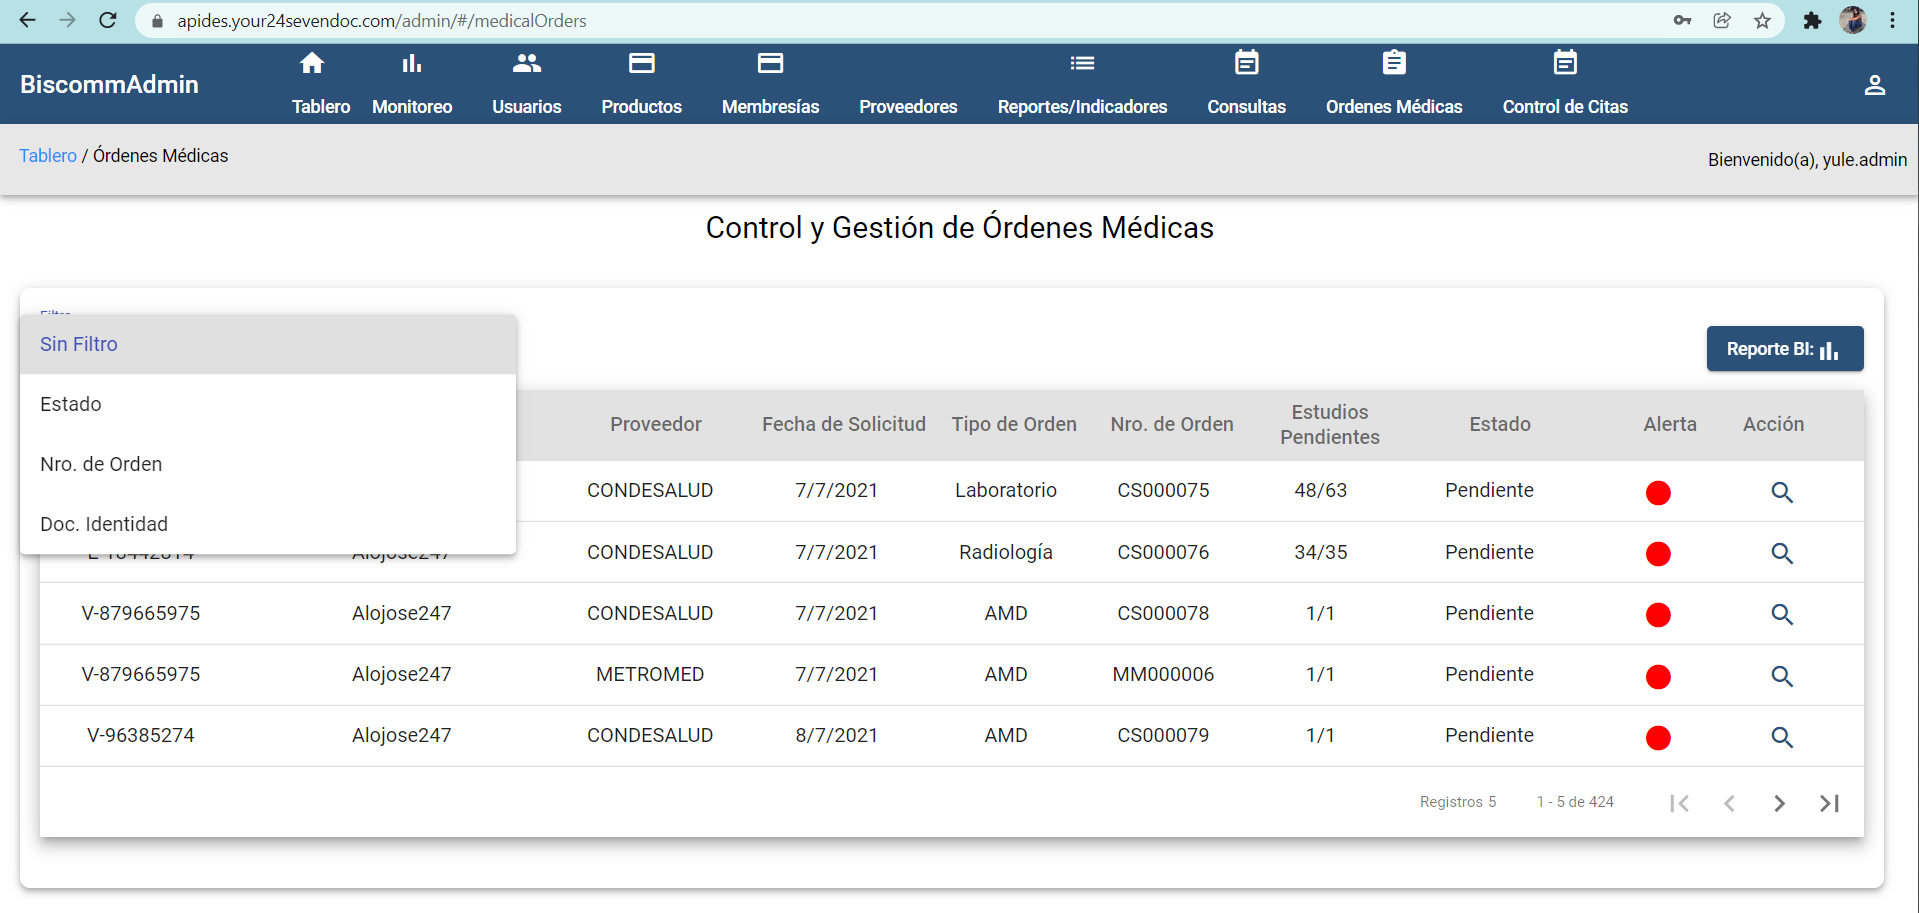 apides.your24sevendoc.com/admin/#/medicalOrders
BiscommAdmin
Tablero
Monitoreo
Usuarios
Productos
Membresías
Proveedores
Reportes/Indicadores
Consultas
Ordenes Médicas
Control de Citas
Tablero / Órdenes Médicas
Bienvenido(a), yule.admin
Control y Gestión de Órdenes Médicas
Filtro
Sin Filtro
Estado
Nro. de Orden
Doc. Identidad
Reporte BI:
Proveedor Fecha de Solicitud Tipo de Orden Nro. de Orden Estudios Pendientes Estado Alerta Acción
CONDESALUD 7/7/2021 Laboratorio CS000075 48/63 Pendiente
Alojose247 CONDESALUD 7/7/2021 Radiología CS000076 34/35 Pendiente
V-879665975 Alojose247 CONDESALUD 7/7/2021 AMD CS000078 1/1 Pendiente
V-879665975 Alojose247 METROMED 7/7/2021 AMD MM000006 1/1 Pendiente
V-96385274 Alojose247 CONDESALUD 8/7/2021 AMD CS000079 1/1 Pendiente
Registros 5 1 - 5 de 424